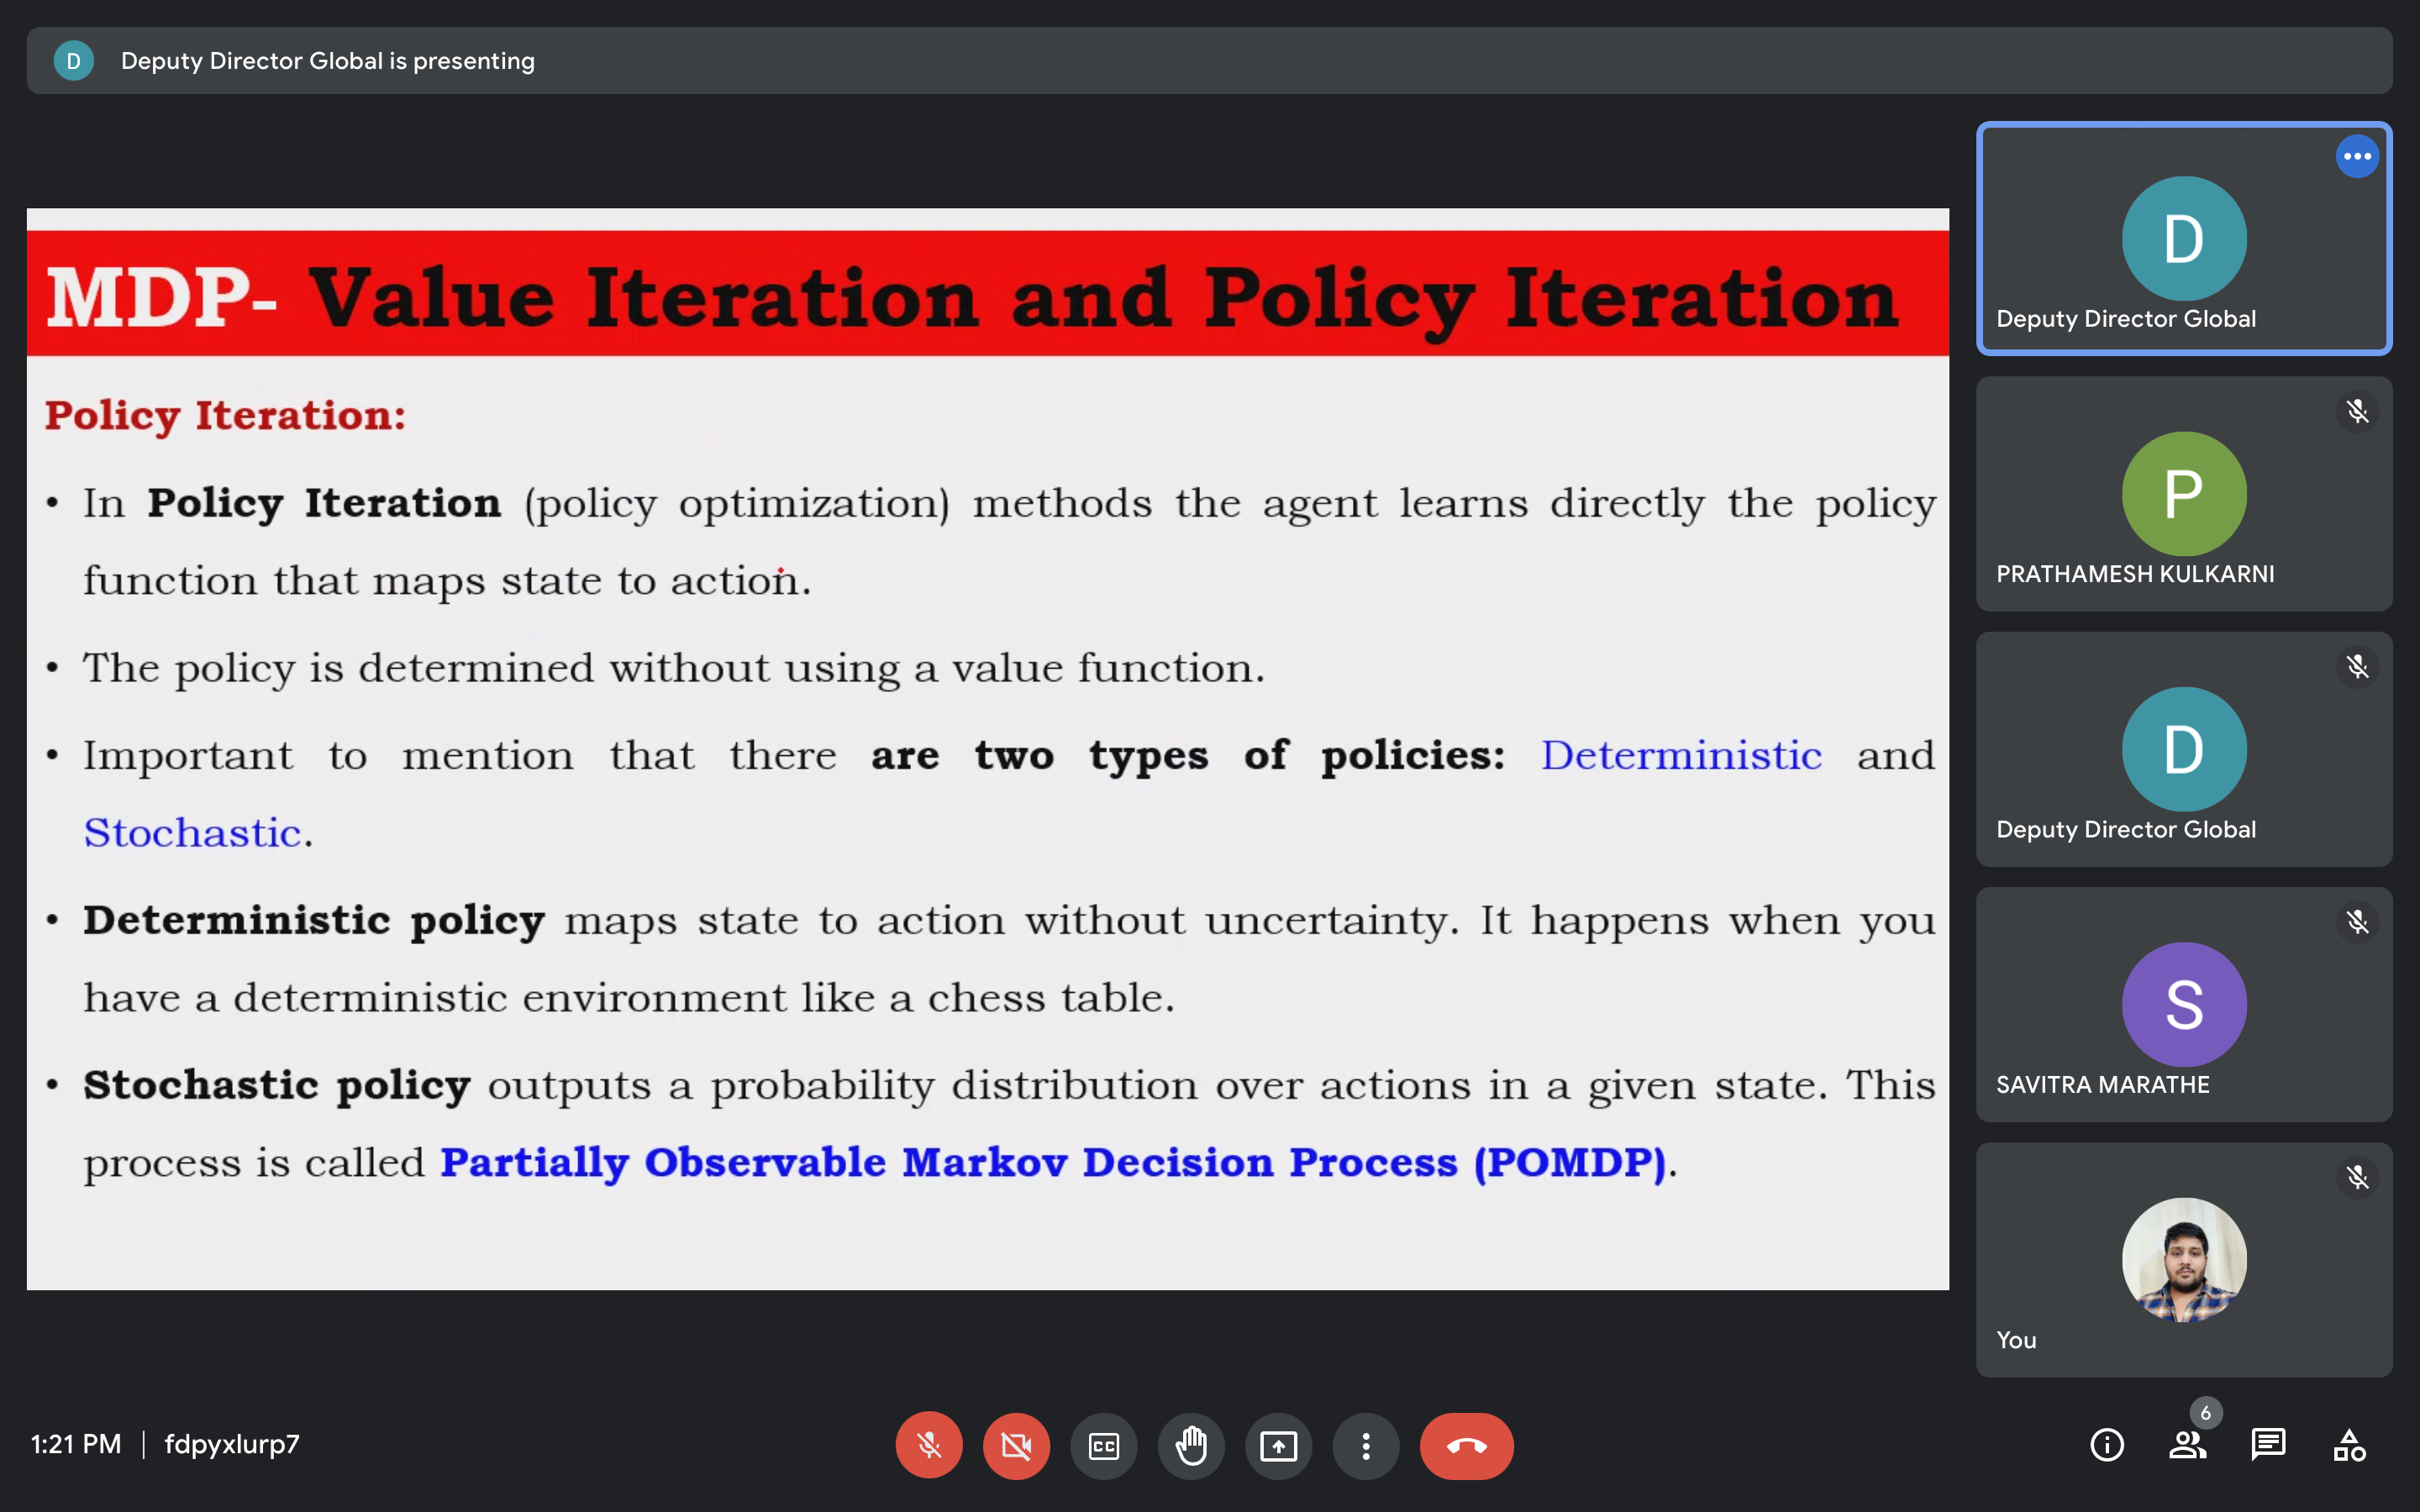 D Deputy Director Global is presenting
MDP- Value Iteration and Policy Iteration
Policy Iteration:
• In Policy Iteration (policy optimization) methods the agent learns directly the policy
function that maps state to action.
• The policy is determined without using a value function.
• Important to mention that there are two types of policies: Deterministic and
Stochastic.
• Deterministic policy maps state to action without uncertainty. It happens when you
have a deterministic environment like a chess table.
• Stochastic policy outputs a probability distribution over actions in a given state. This
process is called Partially Observable Markov Decision Process (POMDP).
D
Deputy Director Global
P
PRATHAMESH KULKARNI
D
Deputy Director Global
S
SAVITRA MARATHE
You
1:21 PM | fdpyxlurp7
CC
6